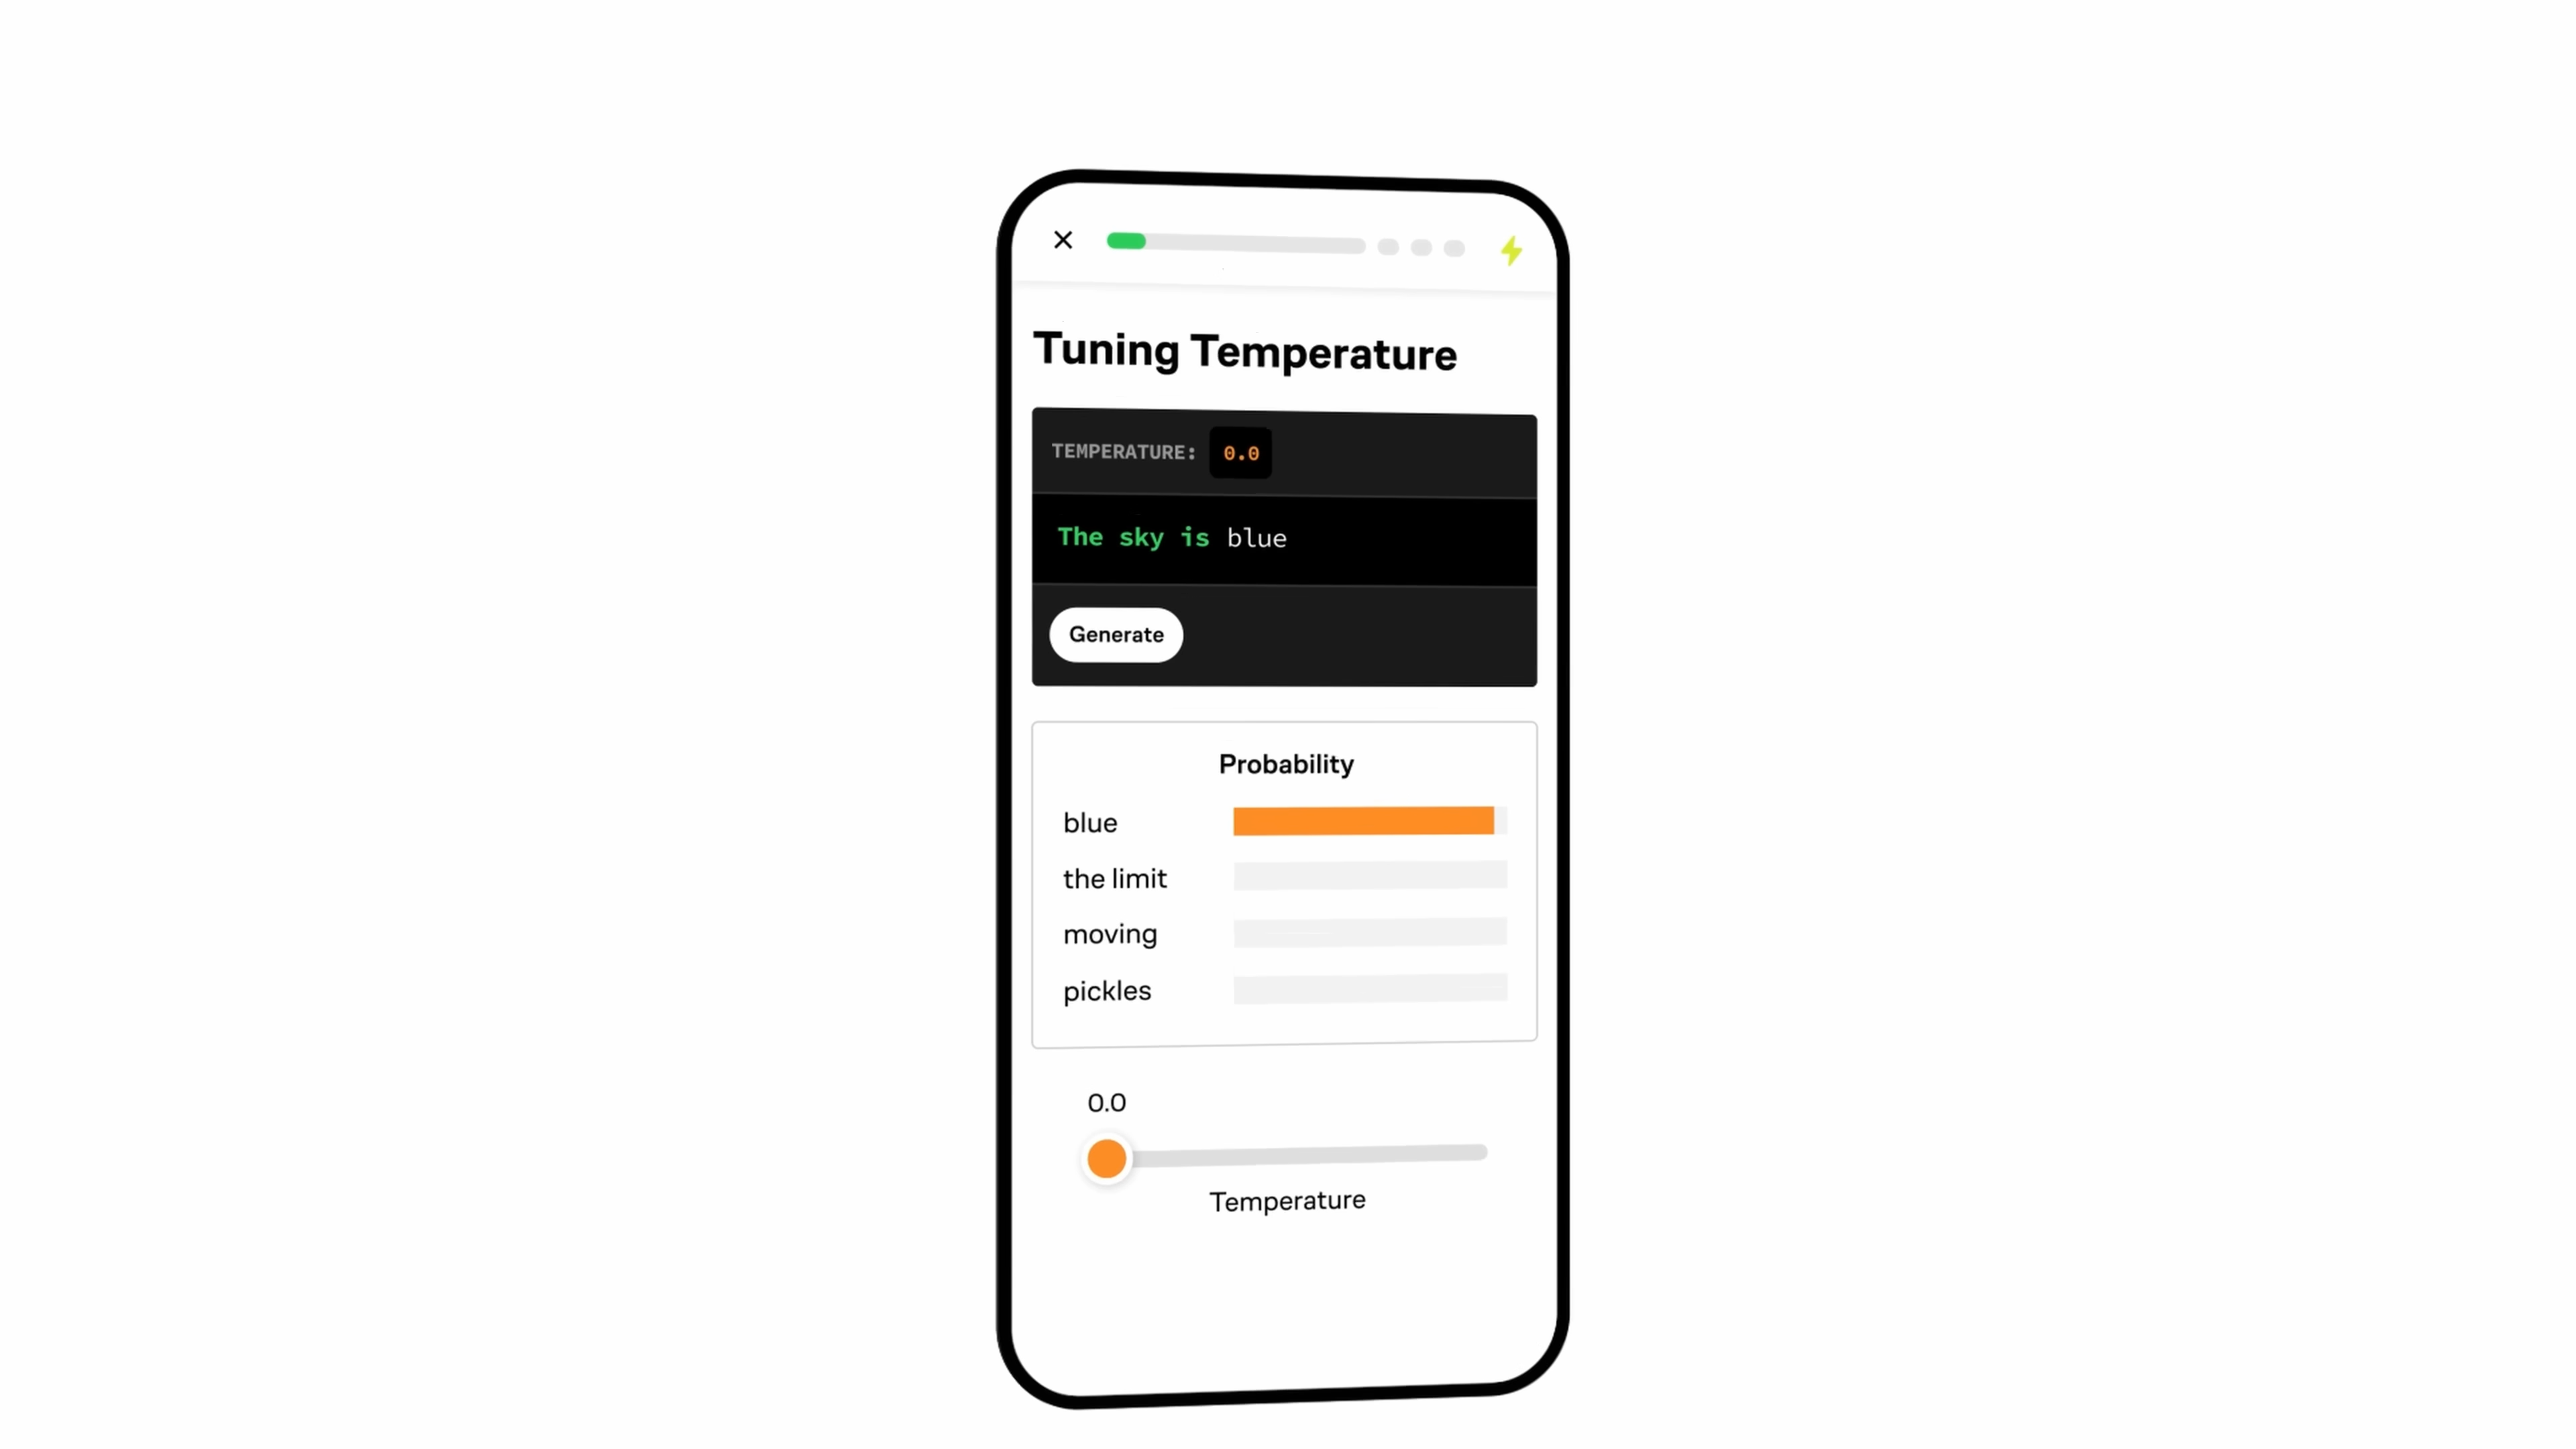 Tuning Temperature
TEMPERATURE: 0.0
The sky is blue
Generate
Probability
blue
the limit
moving
pickles
0.0
Temperature